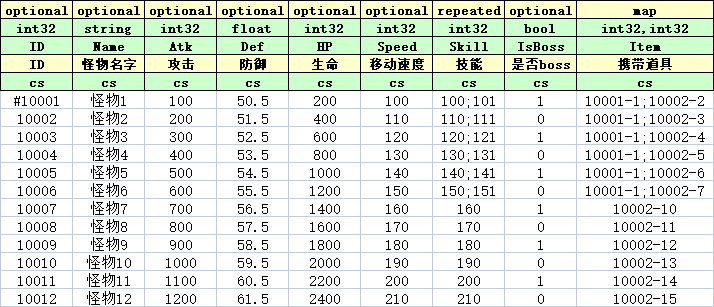 optional optional optional optional optional optional repeated optional map
int32 string int32 float int32 int32 int32 bool int32,int32
ID Name Atk Def HP Speed Skill IsBoss Item
ID 怪物名字 攻击 防御 生命 移动速度 技能 是否boss 携带道具
cs cs cs cs cs cs cs cs cs
#10001 怪物1 100 50.5 200 100 100;101 1 10001-1;10002-2
10002 怪物2 200 51.5 400 110 110;111 0 10001-1;10002-3
10003 怪物3 300 52.5 600 120 120;121 1 10001-1;10002-4
10004 怪物4 400 53.5 800 130 130;131 0 10001-1;10002-5
10005 怪物5 500 54.5 1000 140 140;141 1 10001-1;10002-6
10006 怪物6 600 55.5 1200 150 150;151 0 10001-1;10002-7
10007 怪物7 700 56.5 1400 160 160 1 10002-10
10008 怪物8 800 57.5 1600 170 170 0 10002-11
10009 怪物9 900 58.5 1800 180 180 1 10002-12
10010 怪物10 1000 59.5 2000 190 190 0 10002-13
10011 怪物11 1100 60.5 2200 200 200 1 10002-14
10012 怪物12 1200 61.5 2400 210 210 0 10002-15